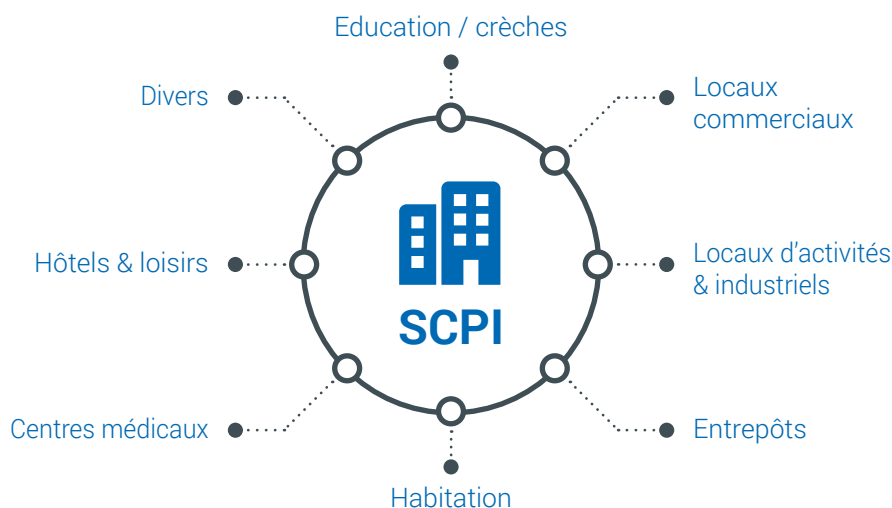 Education / crèches
Divers
Locaux
commerciaux
Hôtels & loisirs
Locaux d’activités
& industriels
SCPI
Centres médicaux
Entrepôts
Habitation